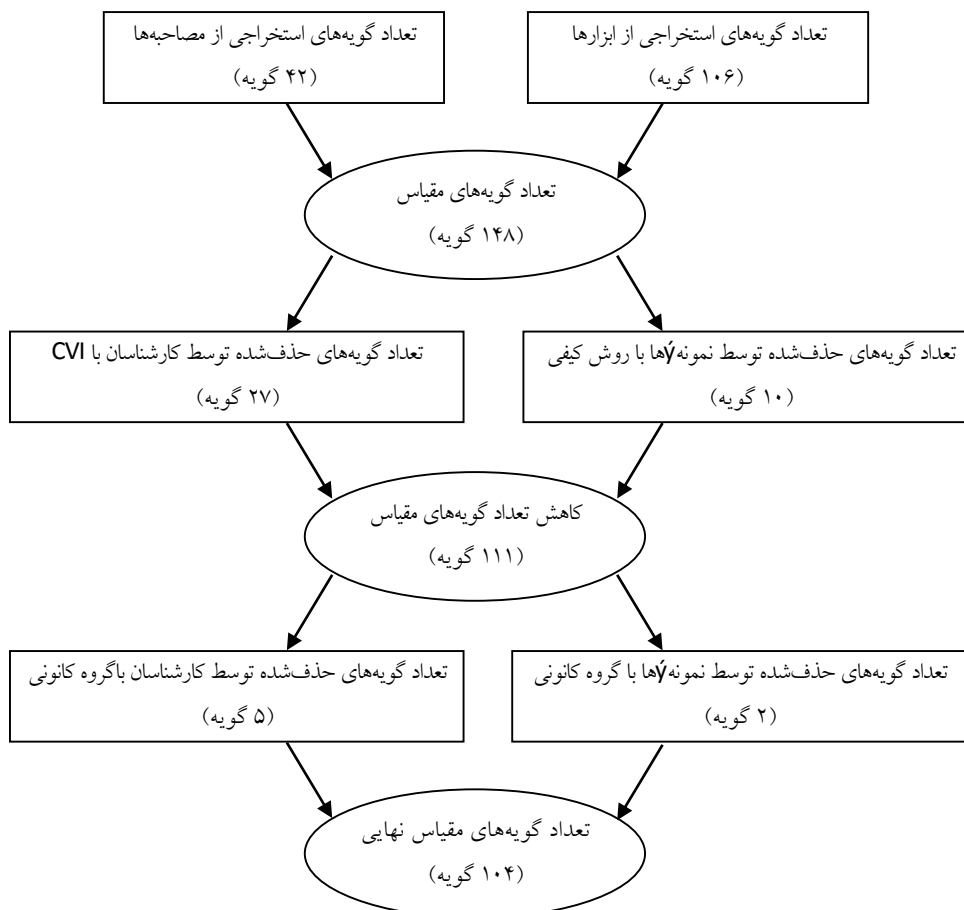 تعداد گویه‌های استخراجی از ابزارها
(۱۰۶ گویه)
تعداد گویه‌های استخراجی از مصاحبه‌ها
(۴۲ گویه)
تعداد گویه‌های مقیاس
(۱۴۸ گویه)
تعداد گویه‌های حذف‌شده توسط نمونهýها با روش کیفی
(۱۰ گویه)
تعداد گویه‌های حذف‌شده توسط کارشناسان با CVI
(۲۷ گویه)
کاهش تعداد گویه‌های مقیاس
(۱۱۱ گویه)
تعداد گویه‌های حذف‌شده توسط نمونهýها با گروه کانونی
(۲ گویه)
تعداد گویه‌های حذف‌شده توسط کارشناسان باگروه کانونی
(۵ گویه)
تعداد گویه‌های مقیاس نهایی
(۱۰۴ گویه)